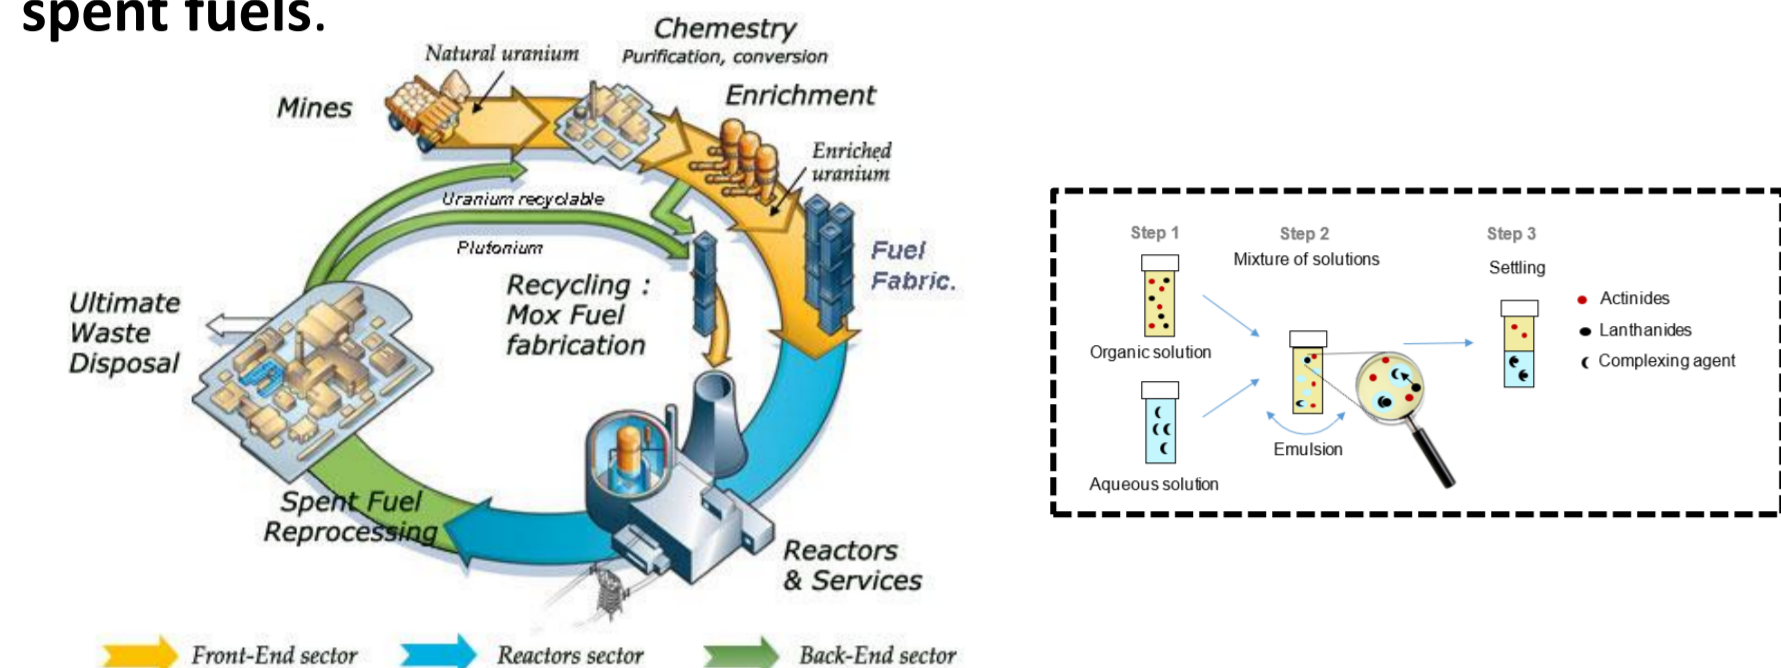 spent fuels.
Chemestry
Purification, conversion
Natural uranium
Mines
Enrichment
Enriched
uranium
Uranium recyclable
Plutonium
Fuel
Fabric.
Recycling :
Mox Fuel
fabrication
Ultimate
Waste
Disposal
Spent Fuel
Reprocessing
Reactors
& Services
Front-End sector
Reactors sector
Back-End sector
Step 1
Step 2
Mixture of solutions
Step 3
Settling
Organic solution
Aqueous solution
Emulsion
Actinides
Lanthanides
Complexing agent